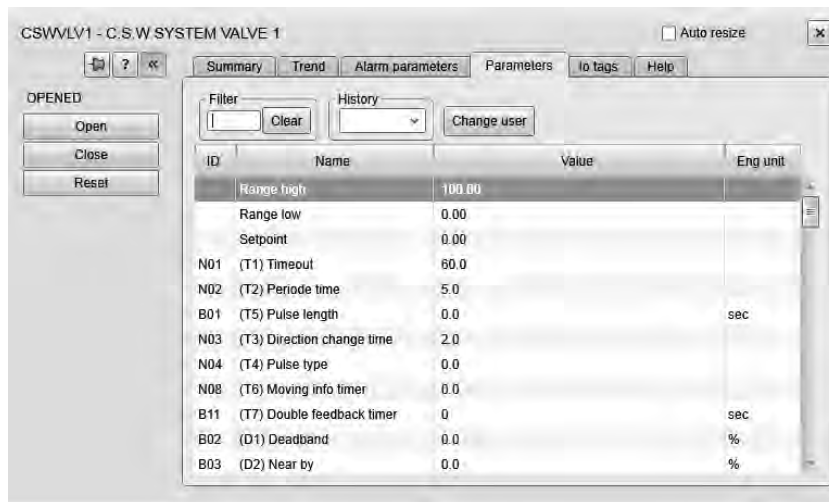 CSWVLV1 - C.S.W.SYSTEM VALVE 1 Auto resize ×
? « Summary Trend Alarm parameters Parameters Io tags Help
OPENED
Open
Close
Reset
Filter History
Clear Change user
ID Name Value Eng unit
Range high 100.00
Range low 0.00
Setpoint 0.00
N01 (T1) Timeout 60.0
N02 (T2) Periode time 5.0
B01 (T5) Pulse length 0.0 sec
N03 (T3) Direction change time 2.0
N04 (T4) Pulse type 0.0
N08 (T6) Moving info timer 0.0
B11 (T7) Double feedback timer 0 sec
B02 (D1) Deadband 0.0 %
B03 (D2) Near by 0.0 %